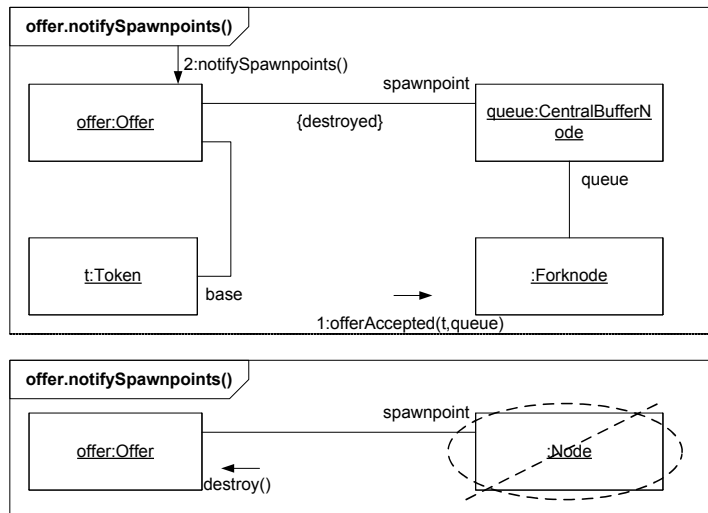 offer.notifySpawnpoints()
2:notifySpawnpoints()
spawnpoint
offer:Offer
queue:CentralBufferN
ode
{destroyed}
queue
t:Token
:Forknode
base
1:offerAccepted(t,queue)
offer.notifySpawnpoints()
spawnpoint
offer:Offer
:Node
destroy()